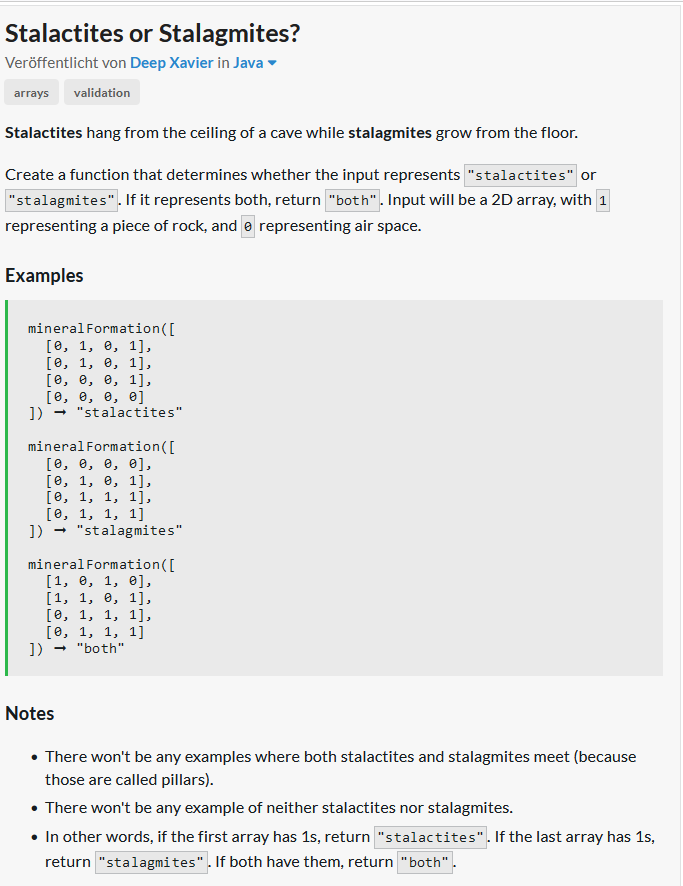 Stalactites or Stalagmites?
Veröffentlicht von Deep Xavier in Java
arrays validation
Stalactites hang from the ceiling of a cave while stalagmites grow from the floor.
Create a function that determines whether the input represents "stalactites" or
"stalagmites". If it represents both, return "both". Input will be a 2D array, with 1
representing a piece of rock, and 0 representing air space.
Examples
mineralFormation([
[0, 1, 0, 1],
[0, 1, 0, 1],
[0, 0, 0, 1],
[0, 0, 0, 0]
]) ➞ "stalactites"
mineralFormation([
[0, 0, 0, 0],
[0, 1, 0, 1],
[0, 1, 1, 1],
[0, 1, 1, 1]
]) ➞ "stalagmites"
mineralFormation([
[1, 0, 1, 0],
[1, 1, 0, 1],
[0, 1, 1, 1],
[0, 1, 1, 1]
]) ➞ "both"
Notes
• There won't be any examples where both stalactites and stalagmites meet (because
those are called pillars).
• There won't be any example of neither stalactites nor stalagmites.
• In other words, if the first array has 1s, return "stalactites". If the last array has 1s,
return "stalagmites". If both have them, return "both".